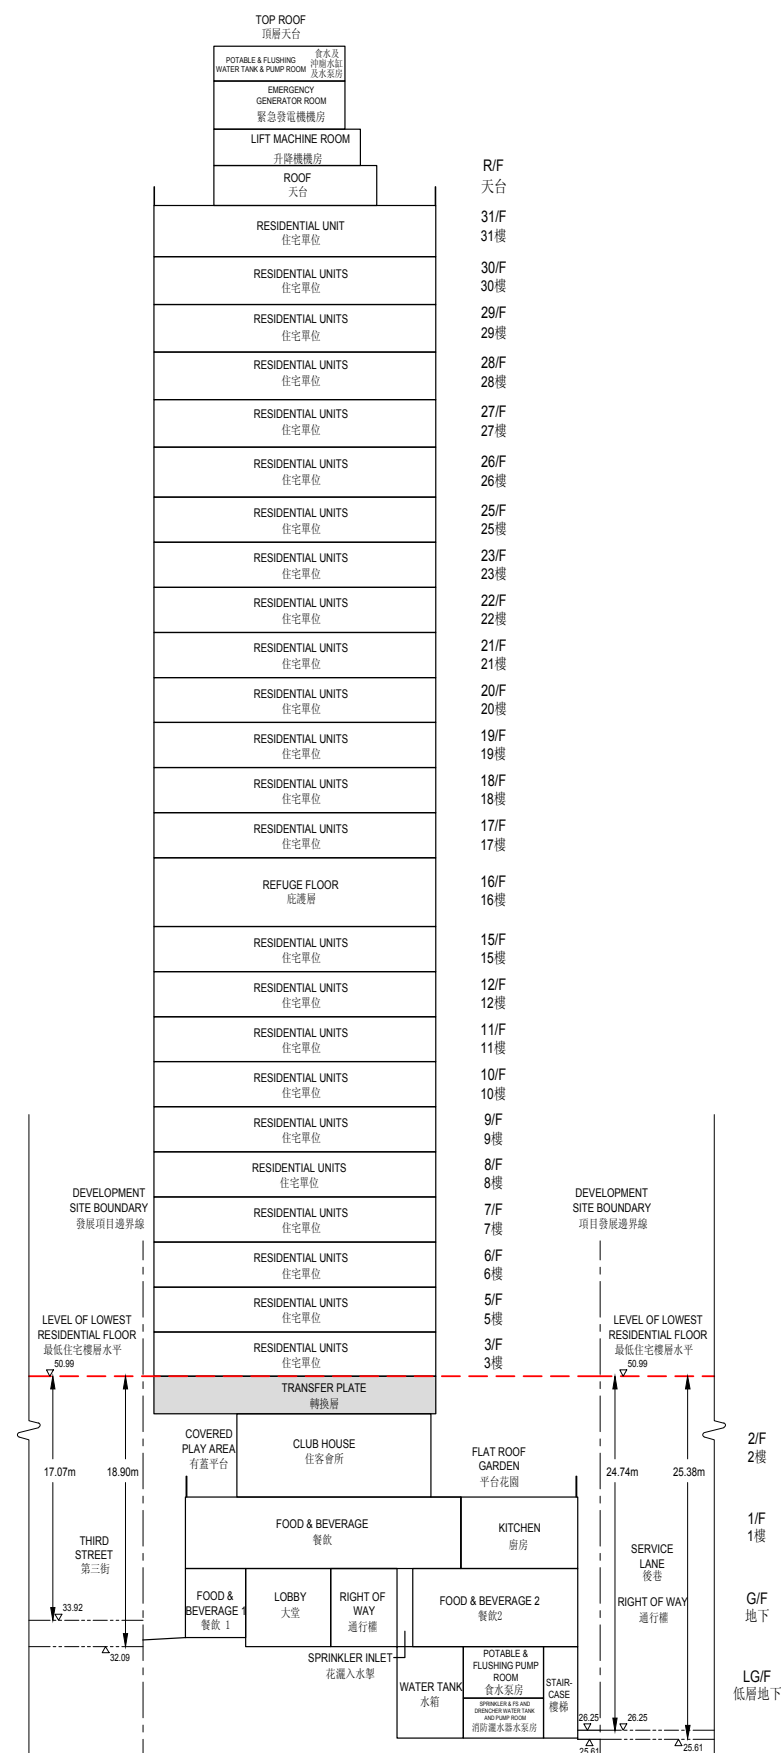 TOP ROOF
頂層天台
POTABLE & FLUSHING
WATER TANK & PUMP ROOM
食水及
沖廁水缸
及水泵房
EMERGENCY
GENERATOR ROOM
緊急發電機機房
LIFT MACHINE ROOM
升降機機房
ROOF
天台
R/F
天台
RESIDENTIAL UNIT
住宅單位
31/F
31樓
RESIDENTIAL UNITS
住宅單位
30/F
30樓
RESIDENTIAL UNITS
住宅單位
29/F
29樓
RESIDENTIAL UNITS
住宅單位
28/F
28樓
RESIDENTIAL UNITS
住宅單位
27/F
27樓
RESIDENTIAL UNITS
住宅單位
26/F
26樓
RESIDENTIAL UNITS
住宅單位
25/F
25樓
RESIDENTIAL UNITS
住宅單位
23/F
23樓
RESIDENTIAL UNITS
住宅單位
22/F
22樓
RESIDENTIAL UNITS
住宅單位
21/F
21樓
RESIDENTIAL UNITS
住宅單位
20/F
20樓
RESIDENTIAL UNITS
住宅單位
19/F
19樓
RESIDENTIAL UNITS
住宅單位
18/F
18樓
RESIDENTIAL UNITS
住宅單位
17/F
17樓
REFUGE FLOOR
庇護層
16/F
16樓
RESIDENTIAL UNITS
住宅單位
15/F
15樓
RESIDENTIAL UNITS
住宅單位
12/F
12樓
RESIDENTIAL UNITS
住宅單位
11/F
11樓
RESIDENTIAL UNITS
住宅單位
10/F
10樓
RESIDENTIAL UNITS
住宅單位
9/F
9樓
RESIDENTIAL UNITS
住宅單位
8/F
8樓
DEVELOPMENT
SITE BOUNDARY
發展項目邊界線
RESIDENTIAL UNITS
住宅單位
7/F
7樓
DEVELOPMENT
SITE BOUNDARY
項目發展邊界線
RESIDENTIAL UNITS
住宅單位
6/F
6樓
RESIDENTIAL UNITS
住宅單位
5/F
5樓
LEVEL OF LOWEST
RESIDENTIAL FLOOR
最低住宅樓層水平
50.99
RESIDENTIAL UNITS
住宅單位
3/F
3樓
LEVEL OF LOWEST
RESIDENTIAL FLOOR
最低住宅樓層水平
50.99
TRANSFER PLATE
轉換層
COVERED
PLAY AREA
有蓋平台
CLUB HOUSE
住客會所
FLAT ROOF
GARDEN
平台花園
2/F
2樓
17.07m
18.90m
24.74m
25.38m
FOOD & BEVERAGE
餐飲
KITCHEN
廚房
1/F
1樓
THIRD
STREET
第三街
SERVICE
LANE
後巷
RIGHT OF WAY
通行權
FOOD &
BEVERAGE 1
餐飲 1
LOBBY
大堂
RIGHT OF
WAY
通行權
FOOD & BEVERAGE 2
餐飲2
G/F
地下
33.92
32.09
SPRINKLER INLET
花灑入水掣
WATER TANK
水箱
POTABLE &
FLUSHING PUMP
ROOM
食水泵房
SPRINKLER & FS AND
DRENCHER WATER TANK
AND PUMP ROOM
消防灑水器水泵房
STAIR-
CASE
樓梯
LG/F
低層地下
26.25
26.25
25.61
25.61